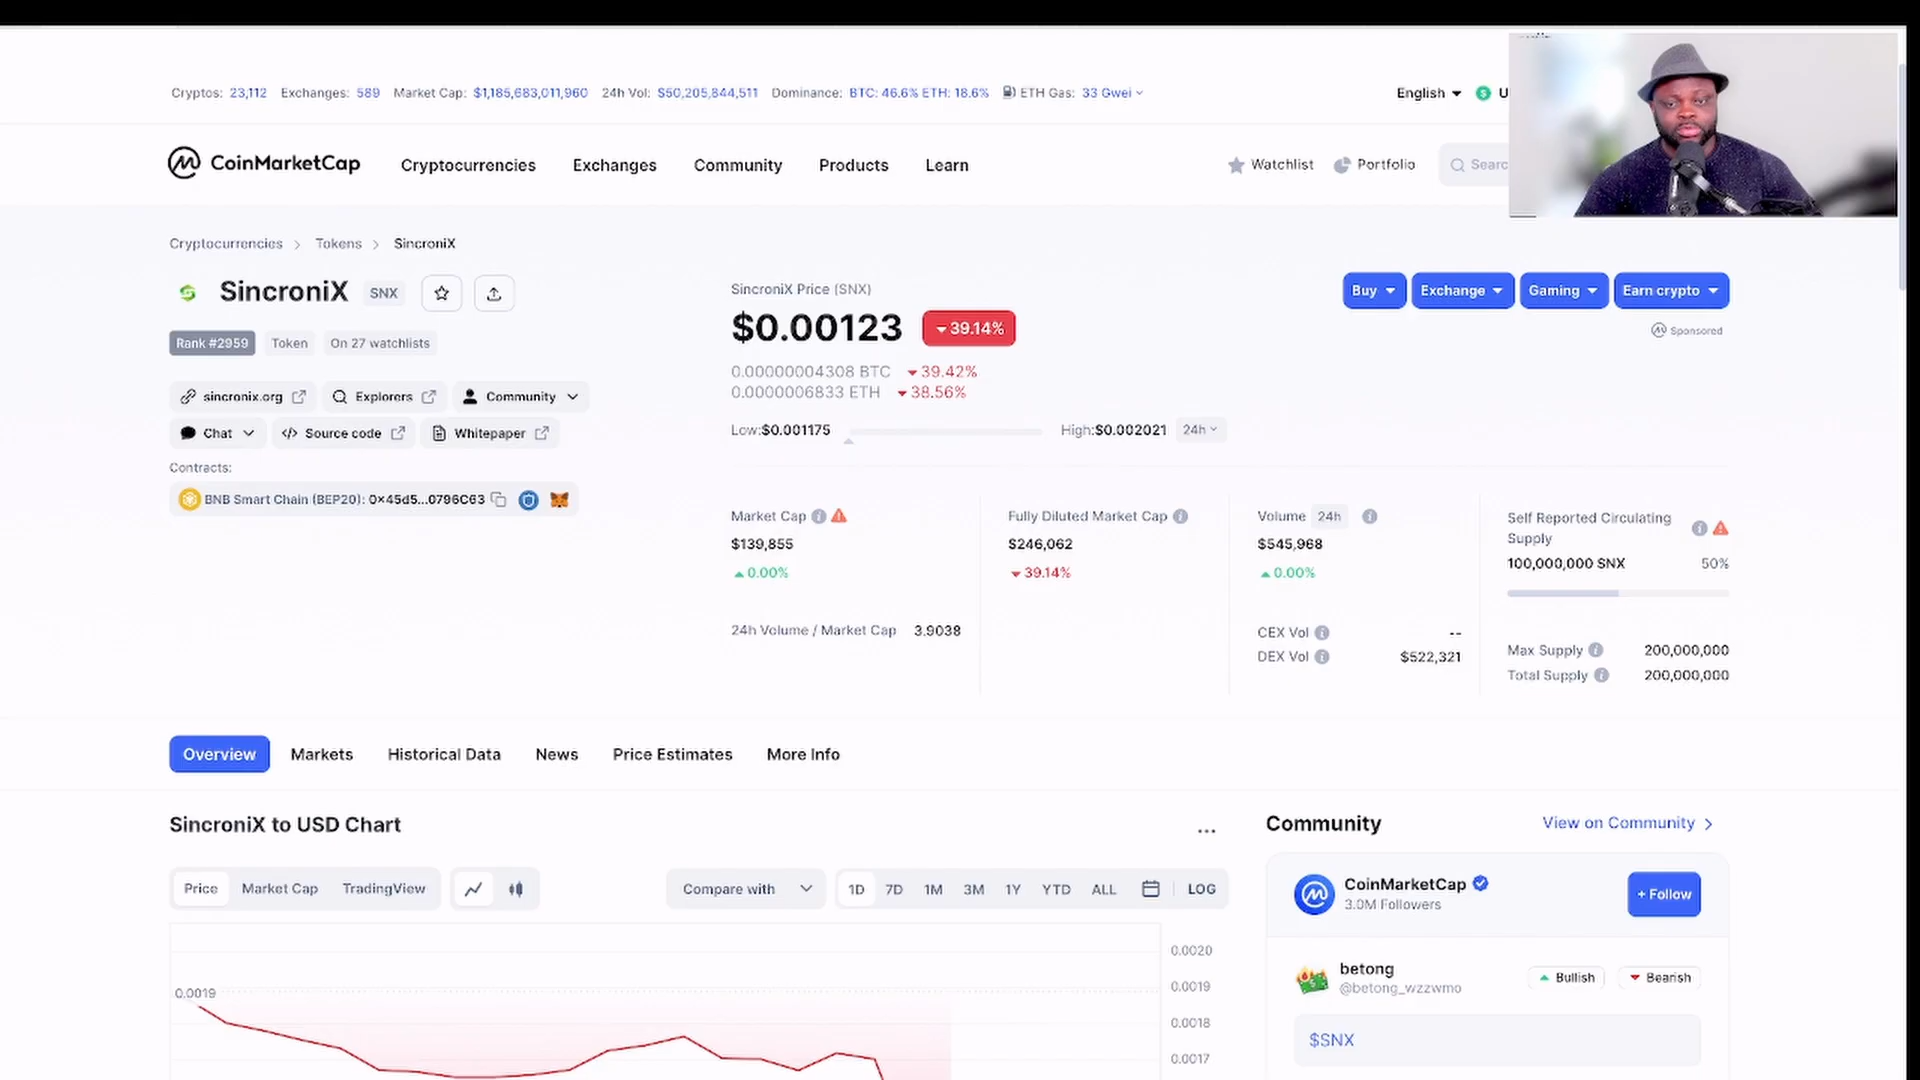 Cryptos: 23,112 Exchanges: 589 Market Cap: $1,185,683,011,960 24h Vol: $50,205,844,511 Dominance: BTC: 46.6% ETH: 18.6% ETH Gas: 33 Gwei
English U
CoinMarketCap Cryptocurrencies Exchanges Community Products Learn
Watchlist Portfolio Searc
Cryptocurrencies > Tokens > SincroniX
SincroniX SNX
Rank #2959 Token On 27 watchlists
sincronix.org Explorers Community
Chat Source code Whitepaper
Contracts:
BNB Smart Chain (BEP20): 0x45d5...0796C63
SincroniX Price (SNX)
$0.00123 39.14%
0.00000004308 BTC 39.42%
0.0000006833 ETH 38.56%
Low:$0.001175 High:$0.002021 24h
Buy Exchange Gaming Earn crypto
Sponsored
Market Cap
$139,855
0.00%
24h Volume / Market Cap 3.9038
Fully Diluted Market Cap
$246,062
39.14%
Volume 24h
$545,968
0.00%
CEX Vol --
DEX Vol $522,321
Self Reported Circulating
Supply
100,000,000 SNX 50%
Max Supply 200,000,000
Total Supply 200,000,000
Overview Markets Historical Data News Price Estimates More Info
SincroniX to USD Chart
...
Price Market Cap TradingView
Compare with 1D 7D 1M 3M 1Y YTD ALL LOG
0.0020
0.0019
0.0019
0.0018
0.0017
Community View on Community >
CoinMarketCap
3.0M Followers
+ Follow
betong
@betong_wzzwmo
Bullish Bearish
$SNX